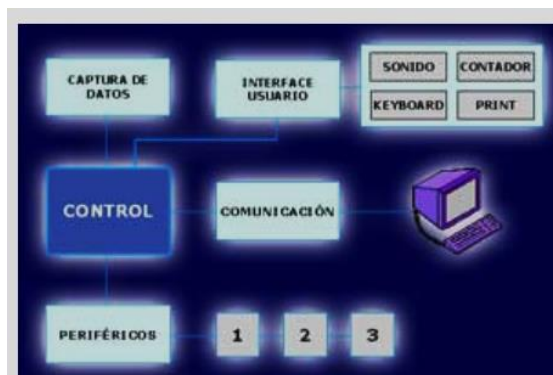 CAPTURA DE
DATOS
INTERFACE
USUARIO
SONIDO
CONTADOR
KEYBOARD
PRINT
CONTROL
COMUNICACIÓN
PERIFÉRICOS
1
2
3